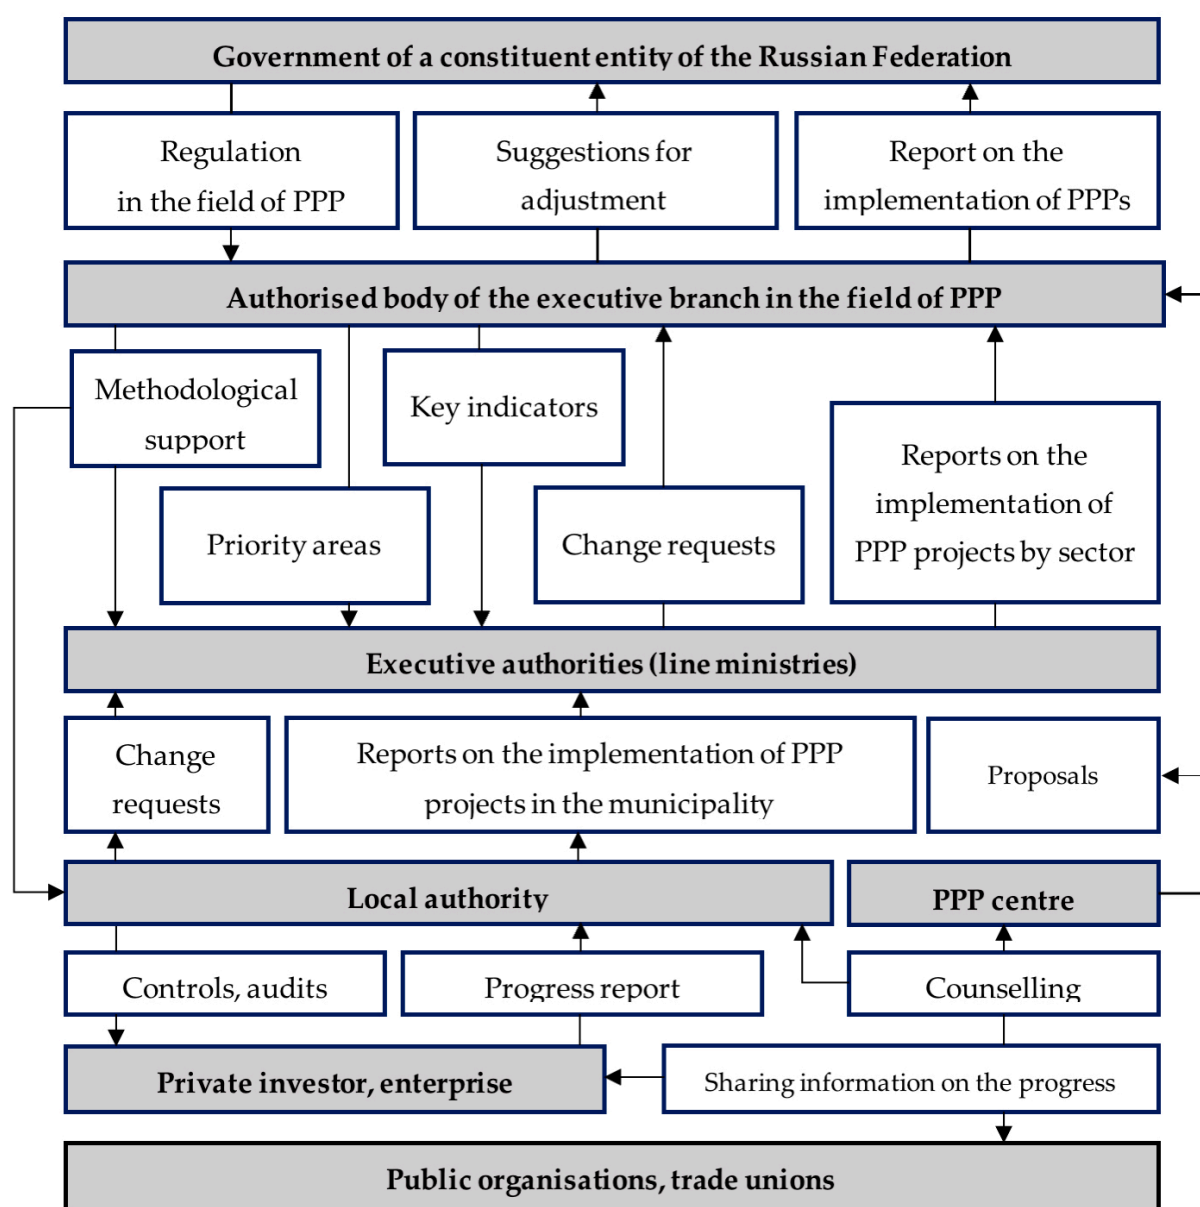 Government of a constituent entity of the Russian Federation
Regulation
in the field of PPP
Suggestions for
adjustment
Report on the
implementation of PPPs
Authorised body of the executive branch in the field of PPP
Methodological
support
Key indicators
Priority areas
Change requests
Reports on the
implementation of
PPP projects by sector
Executive authorities (line ministries)
Change
requests
Reports on the implementation of PPP
projects in the municipality
Proposals
Local authority
PPP centre
Controls, audits
Progress report
Counselling
Private investor, enterprise
Sharing information on the progress
Public organisations, trade unions